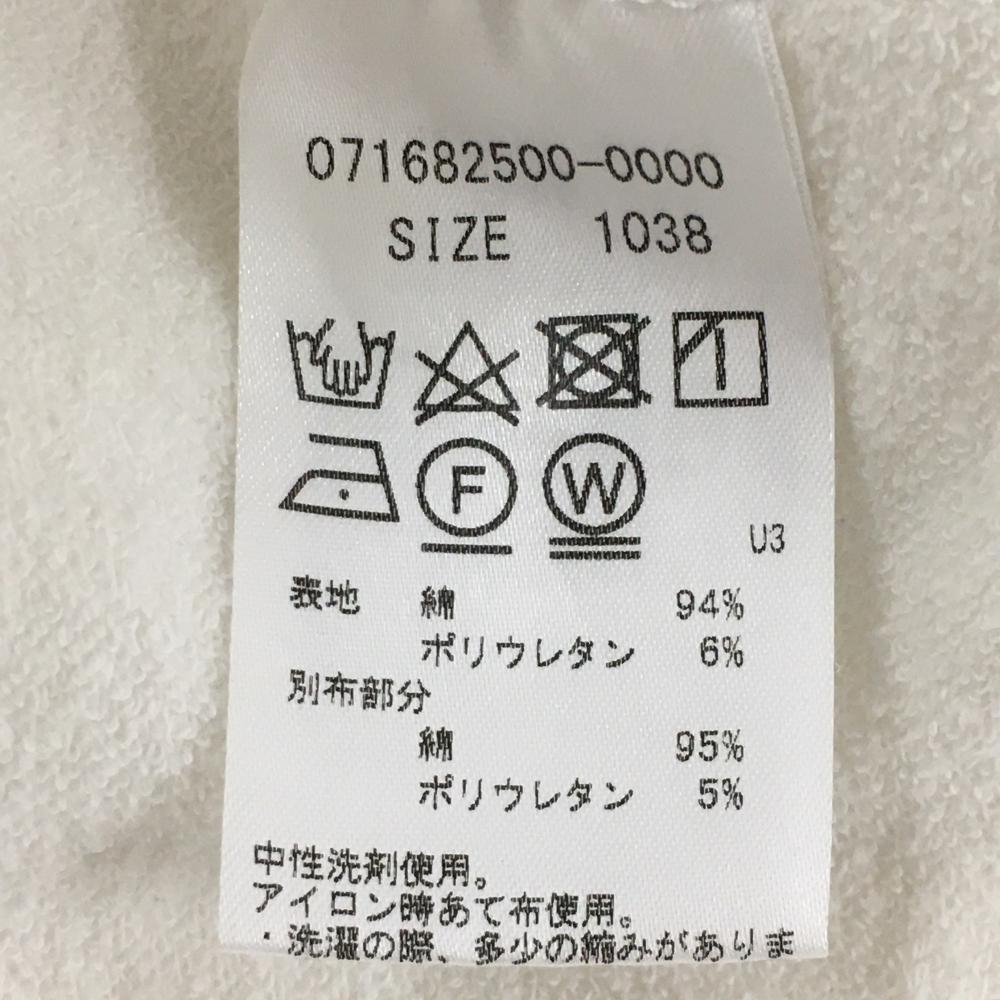 071682500-0000
SIZE 1038
F W
U3
表地 綿 94%
ポリウレタン 6%
別布部分
綿 95%
ポリウレタン 5%
中性洗剤使用。
アイロン時あて布使用。
・洗濯の際、多少の縮みがありま